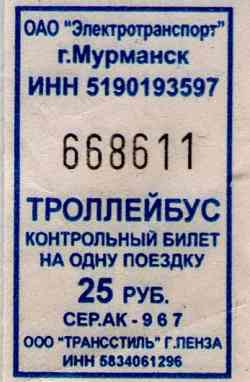 ОАО "Электротранспорт"
г.Мурманск
ИНН 5190193597
668611
ТРОЛЛЕЙБУС
КОНТРОЛЬНЫЙ БИЛЕТ
НА ОДНУ ПОЕЗДКУ
25 РУБ.
СЕР.АК - 9 6 7
ООО "ТРАНССТИЛЬ" Г.ПЕНЗА
ИНН 5834061296